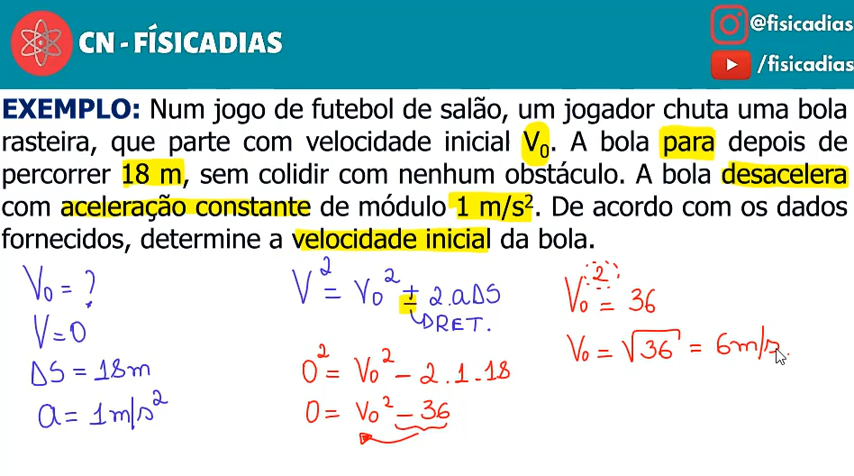 CN - FÍSICADIAS
@fisicadias
/fisicadias
EXEMPLO: Num jogo de futebol de salão, um jogador chuta uma bola
rasteira, que parte com velocidade inicial V₀. A bola para depois de
percorrer 18 m, sem colidir com nenhum obstáculo. A bola desacelera
com aceleração constante de módulo 1 m/s². De acordo com os dados
fornecidos, determine a velocidade inicial da bola.
V₀ = ?
V = 0
ΔS = 18m
a = 1m/s²
V² = V₀² ± 2.aΔS
RET.
0² = V₀² - 2.1.18
0 = V₀² - 36
V₀² = 36
V₀ = √36 = 6m/s